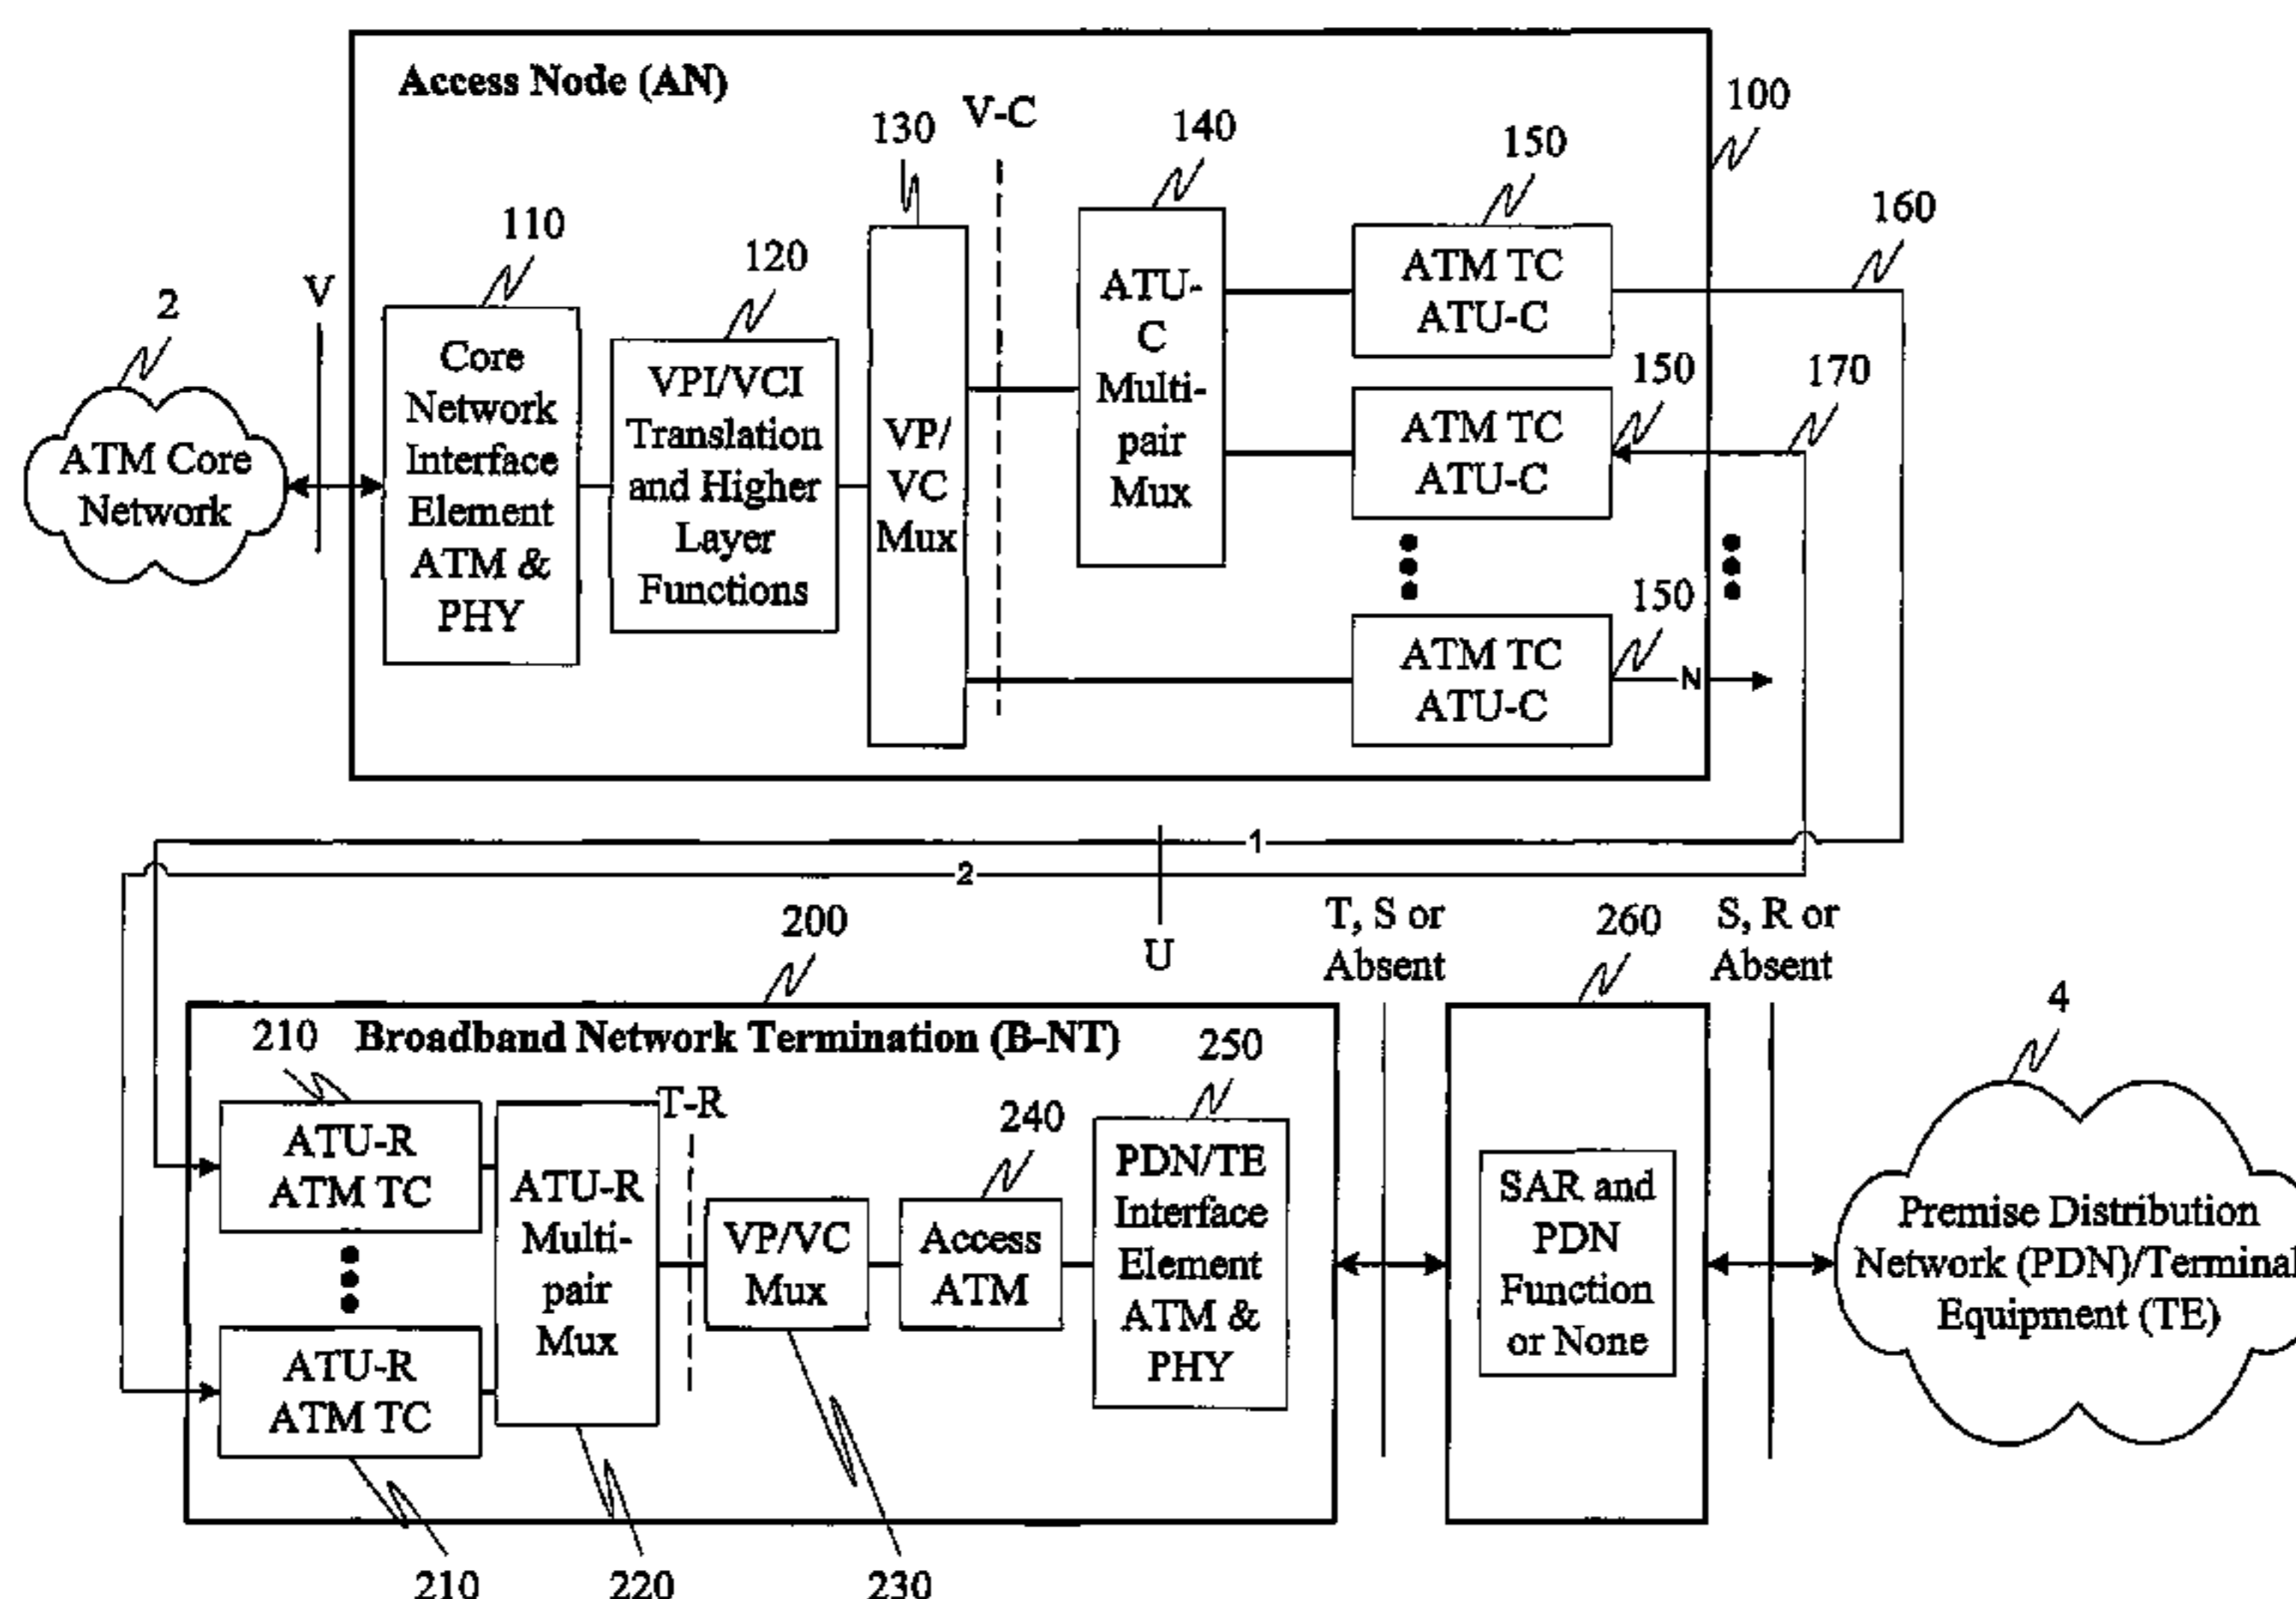 Access Node (AN)
100
130
V-C
140
150
160
110
120
2
V
Core
Network
Interface
Element
ATM &
PHY
VPI/VCI
Translation
and Higher
Layer
Functions
VP/
VC
Mux
ATU-
C
Multi-
pair
Mux
ATM TC
ATU-C
150
170
ATM TC
ATU-C
150
ATM TC
ATU-C
N
ATM Core
Network
1
2
U
200
T, S or
Absent
260
S, R or
Absent
4
210
Broadband Network Termination (B-NT)
250
T-R
240
ATU-R
ATM TC
ATU-R
Multi-
pair
Mux
VP/VC
Mux
Access
ATM
PDN/TE
Interface
Element
ATM &
PHY
SAR and
PDN
Function
or None
Premise Distribution
Network (PDN)/Terminal
Equipment (TE)
ATU-R
ATM TC
210
220
230